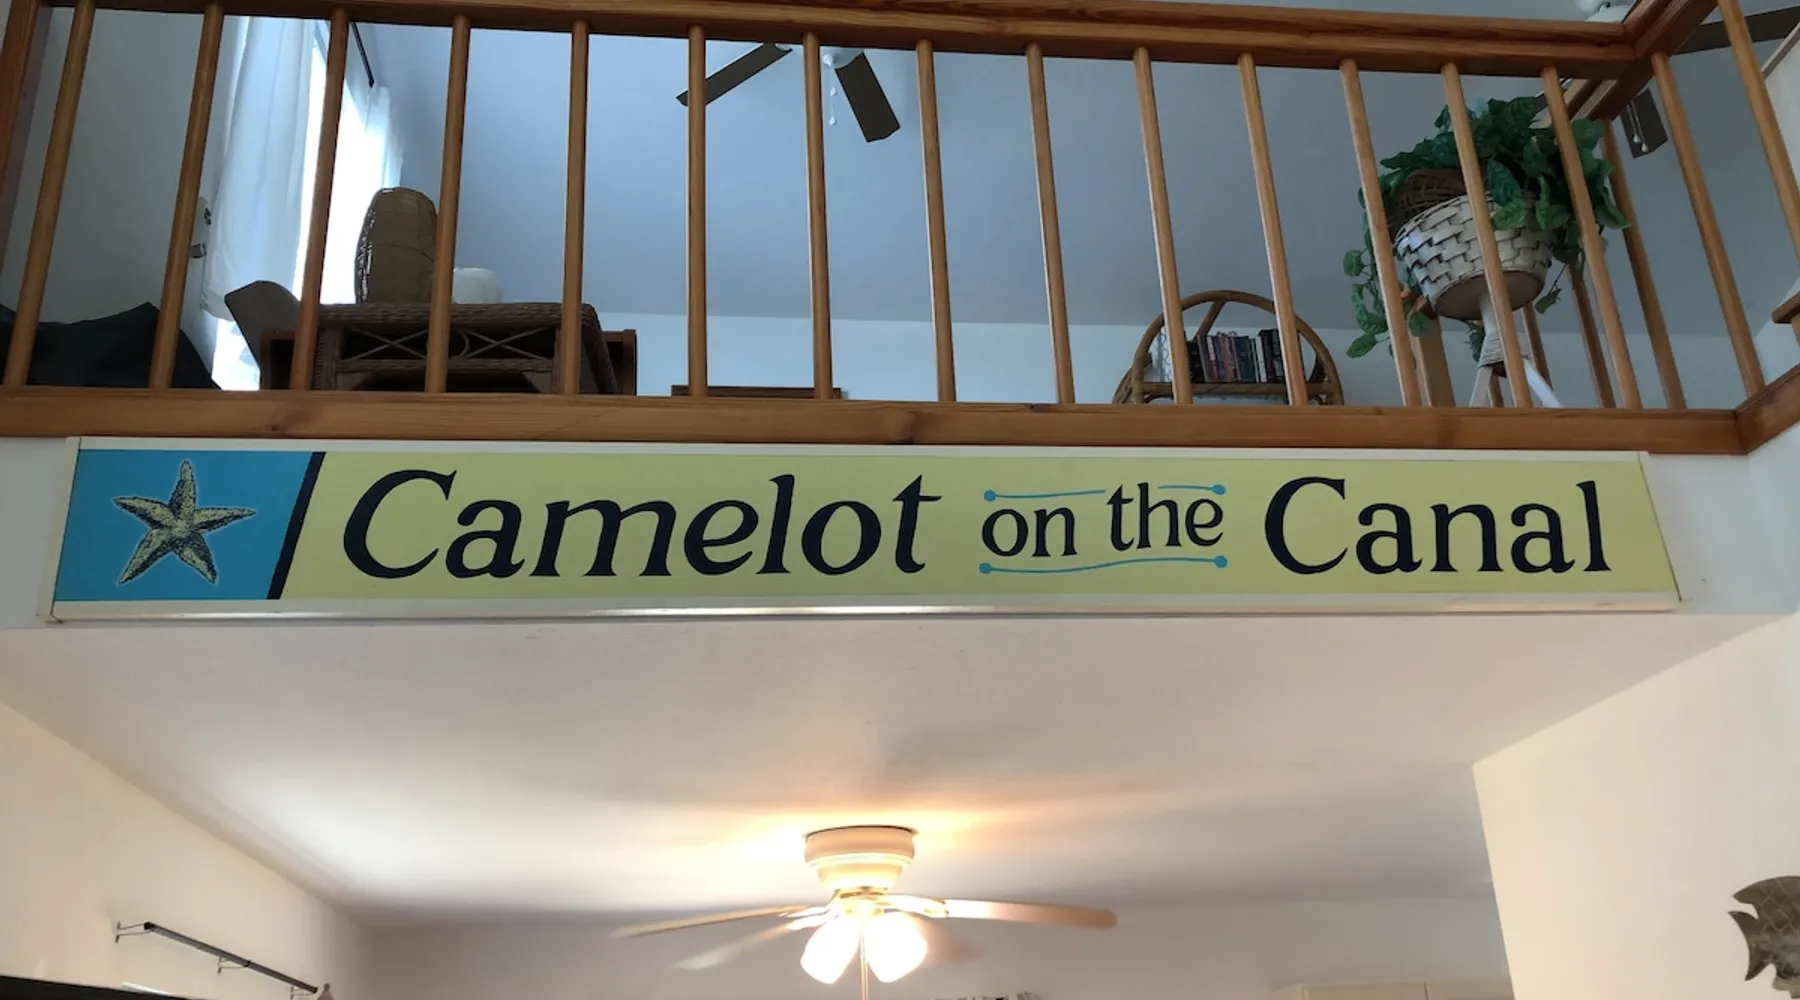 Camelot on the Canal